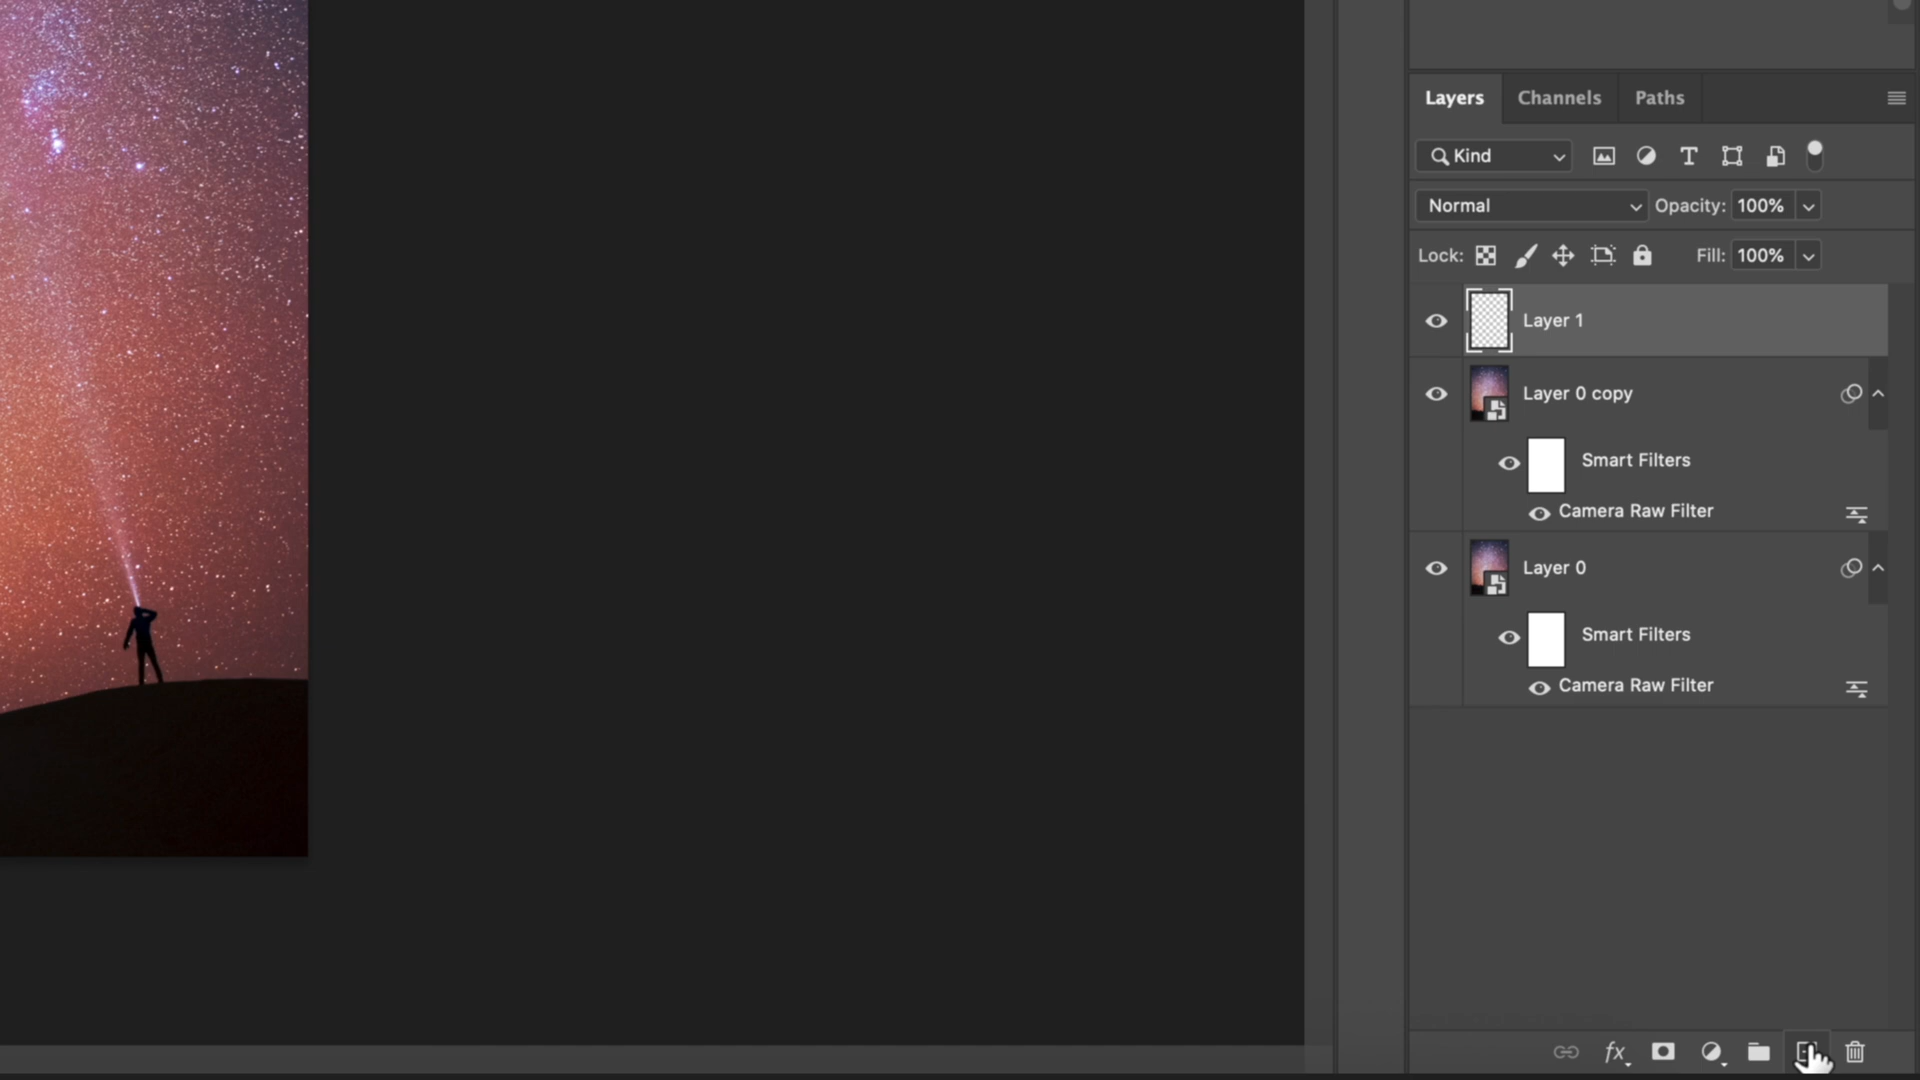 Layers Channels Paths
Kind
Normal Opacity: 100%
Lock: Fill: 100%
Layer 1
Layer 0 copy
Smart Filters
Camera Raw Filter
Layer 0
Smart Filters
Camera Raw Filter
fx